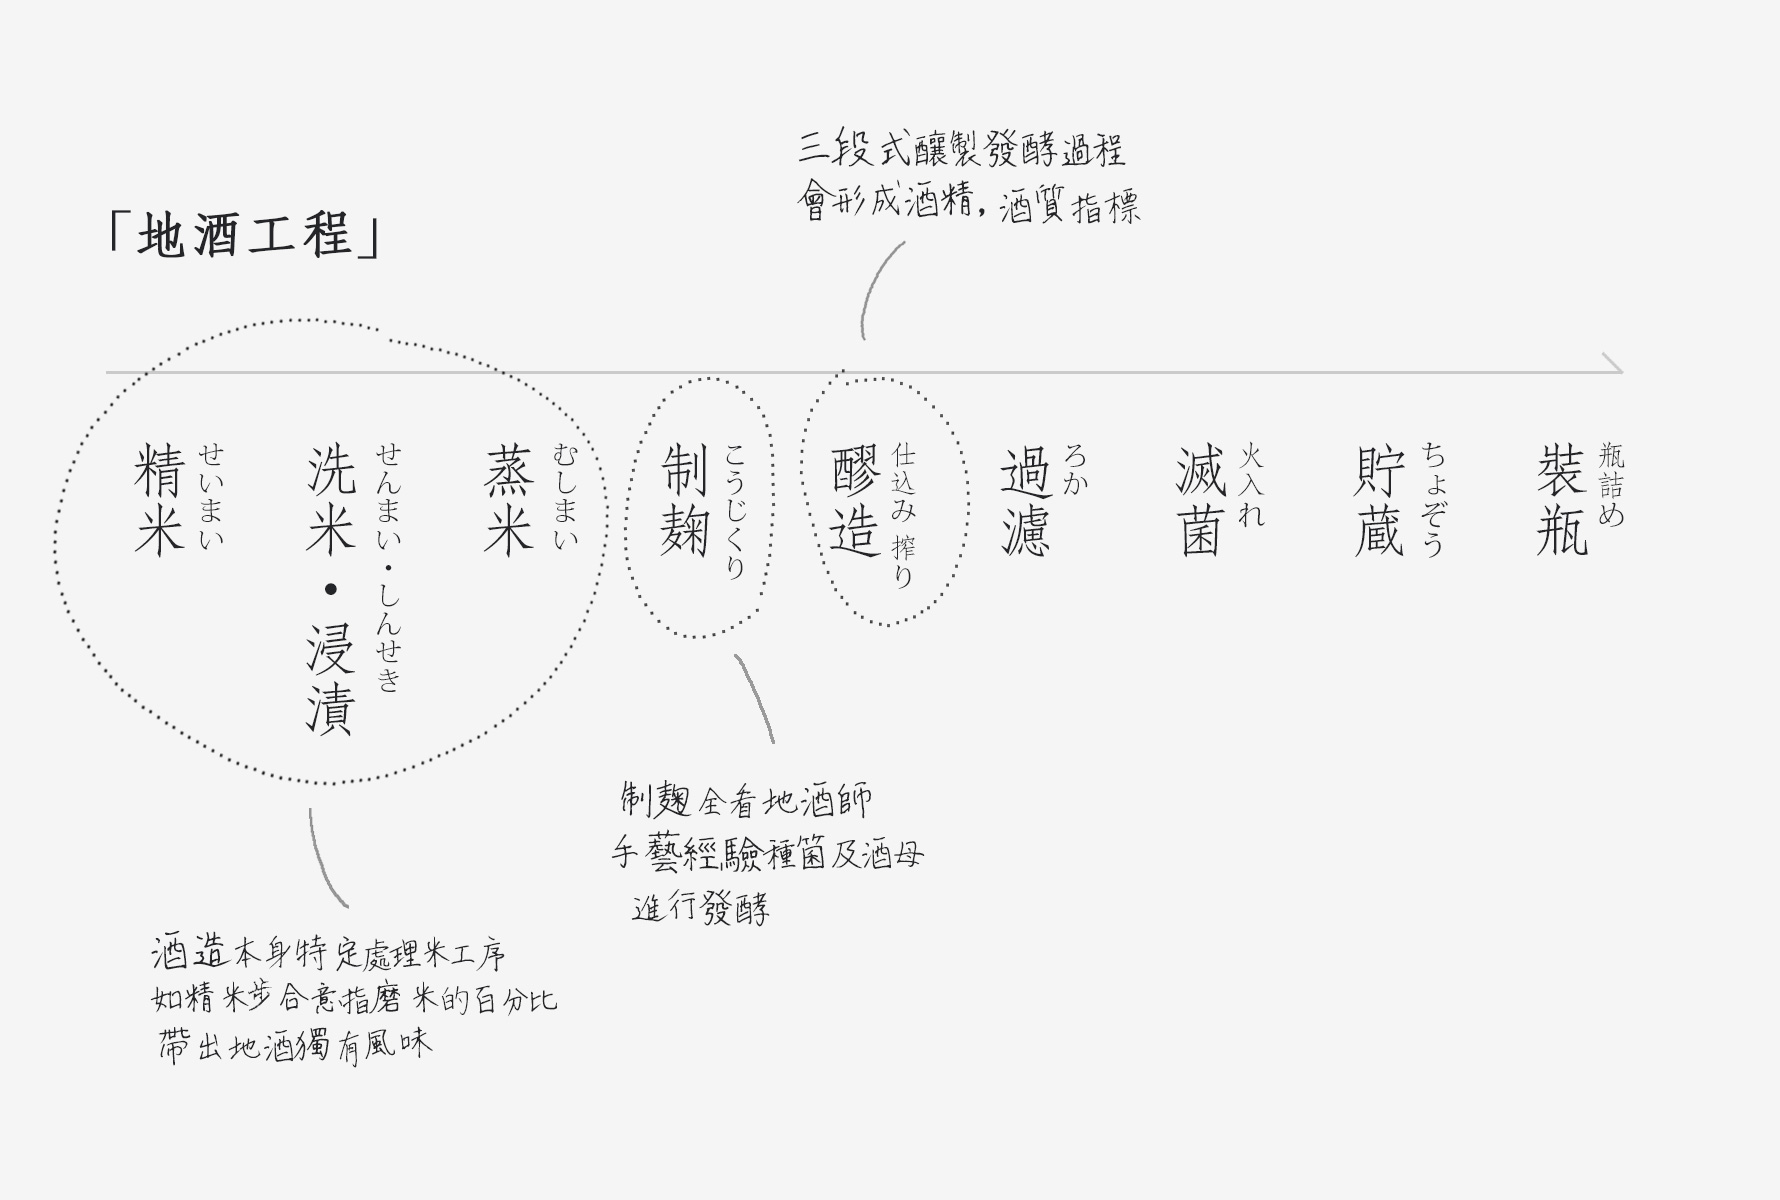 「地酒工程」
三段式釀製發酵過程
會形成酒精，酒質指標
精米
せいまい
洗米・浸漬
せんまい・しんせき
蒸米
むしまい
制麹
こうじくり
醪造
仕込み 搾り
過濾
ろか
滅菌
火入れ
貯蔵
ちょぞう
裝瓶
瓶詰め
制麹全看地酒師
手藝經驗種菌及酒母
進行發酵
酒造本身特定處理米工序
如精米步合意指磨米的百分比
帶出地酒獨有風味